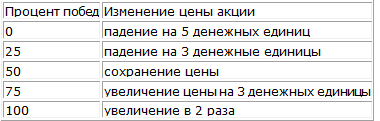 Процент побед Изменение цены акции
0 падение на 5 денежных единиц
25 падение на 3 денежные единицы
50 сохранение цены
75 увеличение цены на 3 денежных единицы
100 увеличение в 2 раза